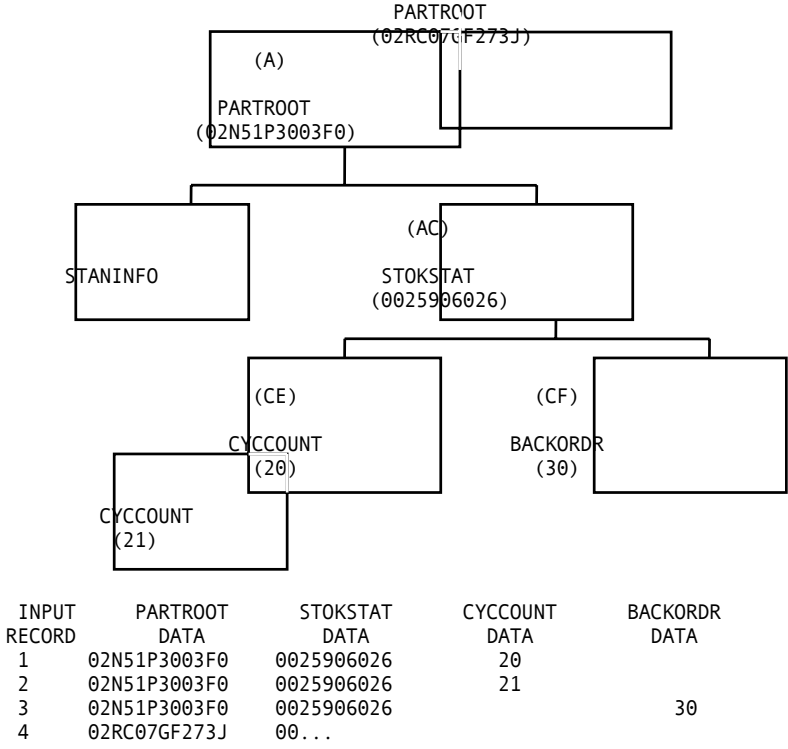 PARTROOT
(02RC07GF273J)
(A)
PARTROOT
(02N51P3003F0)
(AC)
STANINFO STOKSTAT
(0025906026)
(CE) (CF)
CYCCOUNT BACKORDR
(20) (30)
CYCCOUNT
(21)
INPUT PARTROOT STOKSTAT CYCCOUNT BACKORDR
RECORD DATA DATA DATA DATA
1 02N51P3003F0 0025906026 20
2 02N51P3003F0 0025906026 21
3 02N51P3003F0 0025906026 30
4 02RC07GF273J 00...